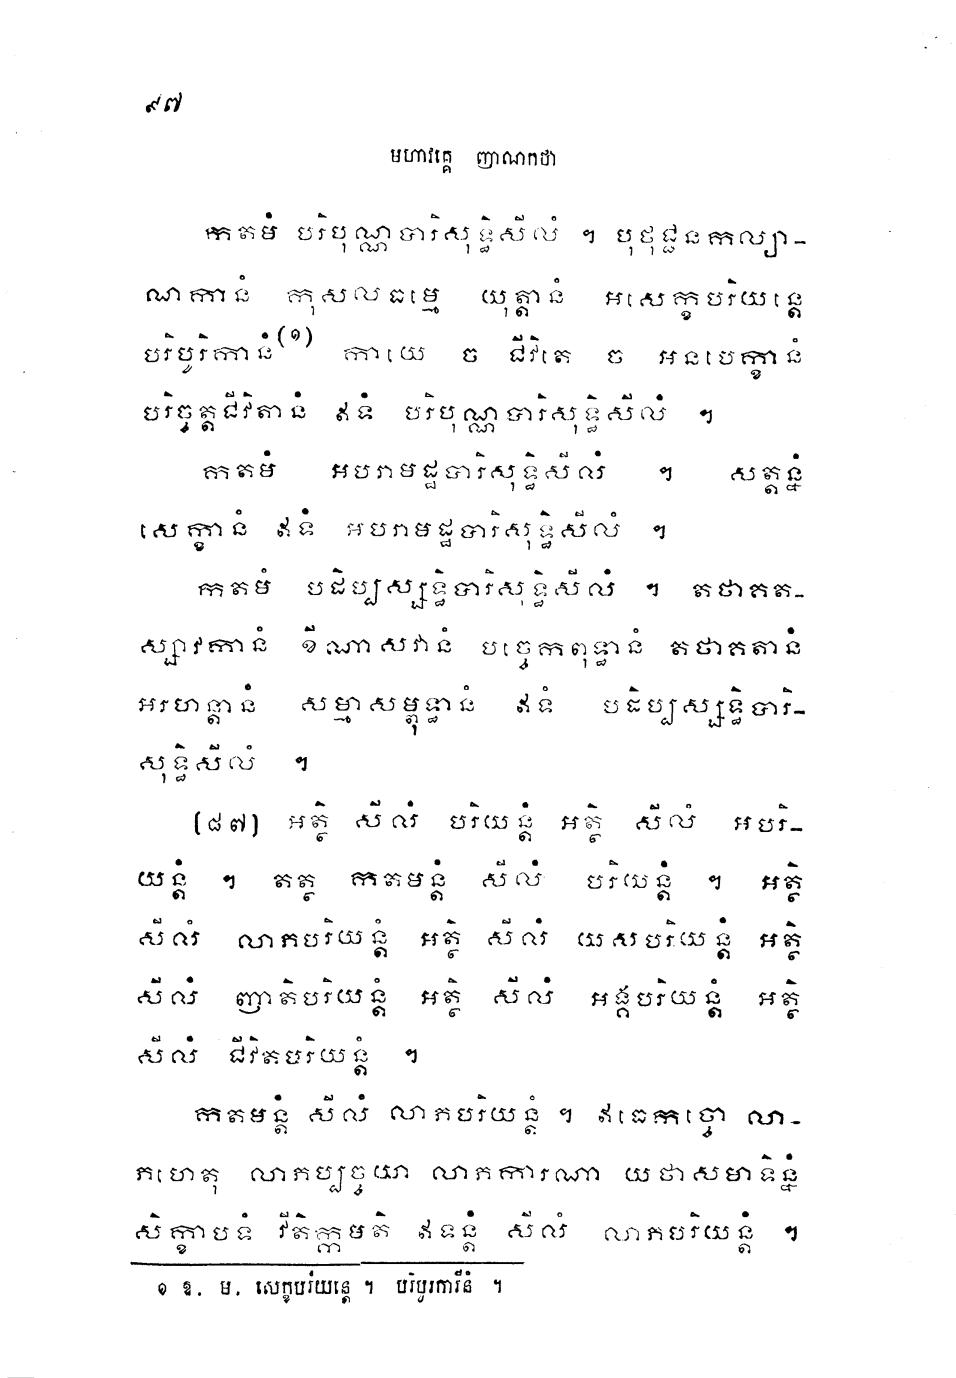 ៩៧
មហាវគ្គេ ញាណកថា
កតមំ បរិបុណ្ណបារិសុទ្ធិសីលំ ។ បុថុជ្ជនកល្យា-
ណកានំ កុសលធម្មេ យុត្តានំ អសេក្ខបរិយន្តេ
បរិបូរិកានំ(១) កាយេ ច ជីវិតេ ច អនបេក្ខានំ
បរិច្ចត្តជីវិតានំ ឥទំ បរិបុណ្ណបារិសុទ្ធិសីលំ ។
កតមំ អបរាមដ្ឋបារិសុទ្ធិសីលំ ។ សត្តន្នំ
សេក្ខានំ ឥទំ អបរាមដ្ឋបារិសុទ្ធិសីលំ ។
កតមំ បដិប្បស្សទ្ធិបារិសុទ្ធិសីលំ ។ តថាគត-
ស្សាវកានំ ខីណាសវានំ បច្ចេកពុទ្ធានំ តថាគតានំ
អរហន្តានំ សម្មាសម្ពុទ្ធានំ ឥទំ បដិប្បស្សទ្ធិបារិ-
សុទ្ធិសីលំ ។
(៨៧) អត្ថិ សីលំ បរិយន្តំ អត្ថិ សីលំ អបរិ-
យន្តំ ។ តត្ថ កតមន្តំ សីលំ បរិយន្តំ ។ អត្ថិ
សីលំ លាភបរិយន្តំ អត្ថិ សីលំ យសបរិយន្តំ អត្ថិ
សីលំ ញាតិបរិយន្តំ អត្ថិ សីលំ អង្គបរិយន្តំ អត្ថិ
សីលំ ជីវិតបរិយន្តំ ។
កតមន្តំ សីលំ លាភបរិយន្តំ ។ ឥធេកច្ចោ លា-
ភហេតុ លាភប្បច្ចយា លាភការណា យថាសមាទិន្នំ
សិក្ខាបទំ វីតិក្កមតិ ឥទន្តំ សីលំ លាភបរិយន្តំ ។
១ ឱ. ម. សេក្ខបរិយន្តេ ។ បរិបូរការីនំ ។